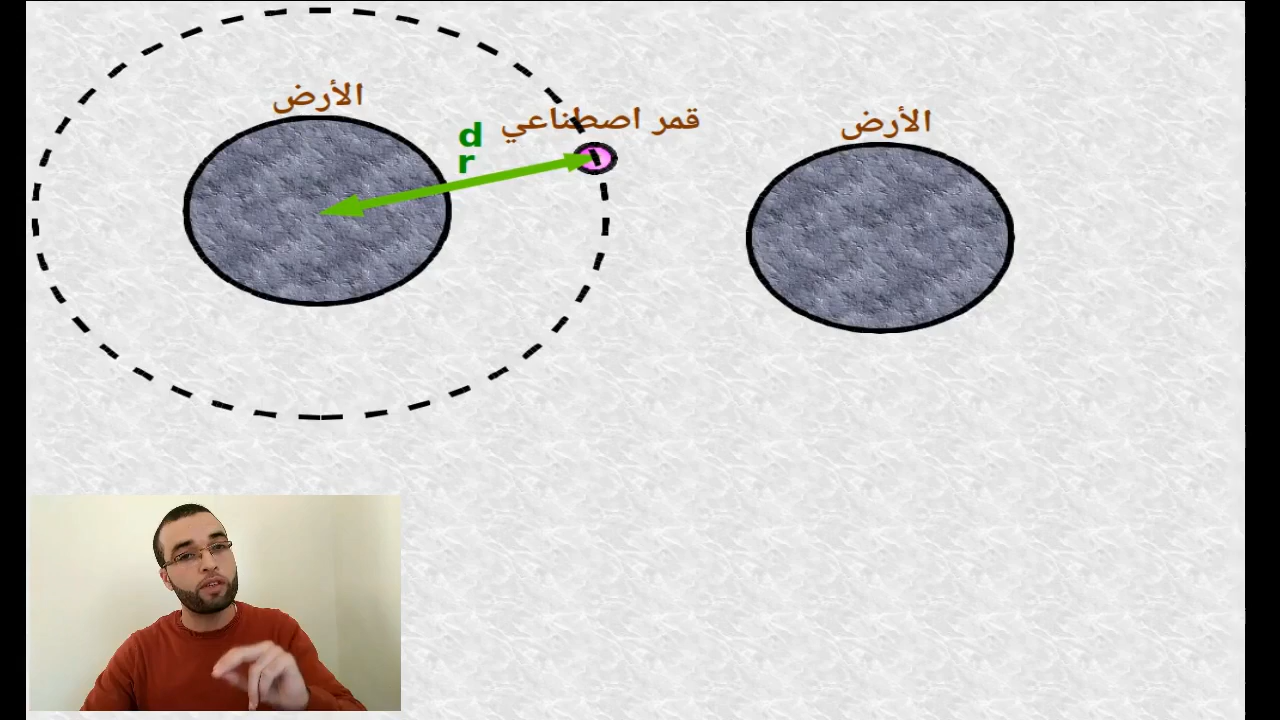 الأرض
قمر اصطناعي
d
r
الأرض